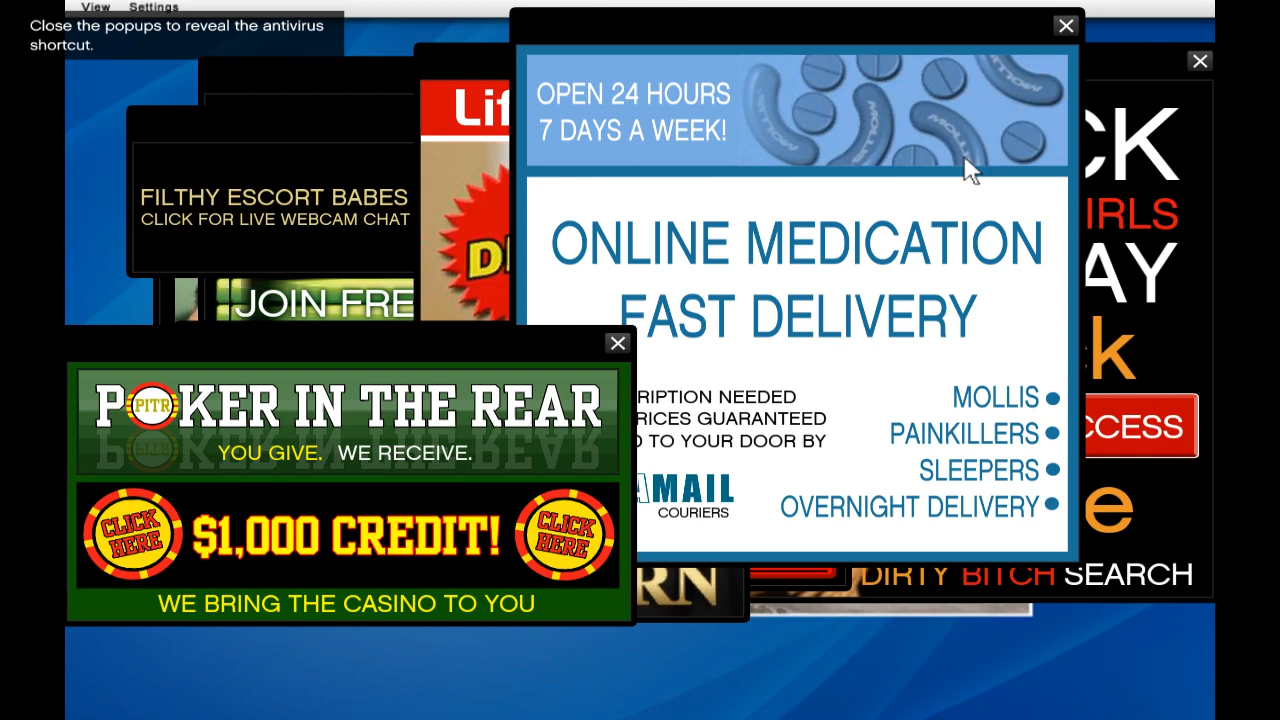 View Settings
Close the popups to reveal the antivirus
shortcut.
OPEN 24 HOURS
7 DAYS A WEEK!
MOLLIS
MOLLIS
MOLLIS
MOLLIS
Lif
CK
FILTHY ESCORT BABES
CLICK FOR LIVE WEBCAM CHAT
IRLS
D
AY
ONLINE MEDICATION
FAST DELIVERY
JOIN FRE
k
POKER IN THE REAR
PITR
YOU GIVE. WE RECEIVE.
RIPTION NEEDED
RICES GUARANTEED
D TO YOUR DOOR BY
AMAIL
COURIERS
MOLLIS
PAINKILLERS
SLEEPERS
OVERNIGHT DELIVERY
CCESS
e
CLICK HERE
$1,000 CREDIT!
CLICK HERE
WE BRING THE CASINO TO YOU
RN
DIRTY BITCH SEARCH